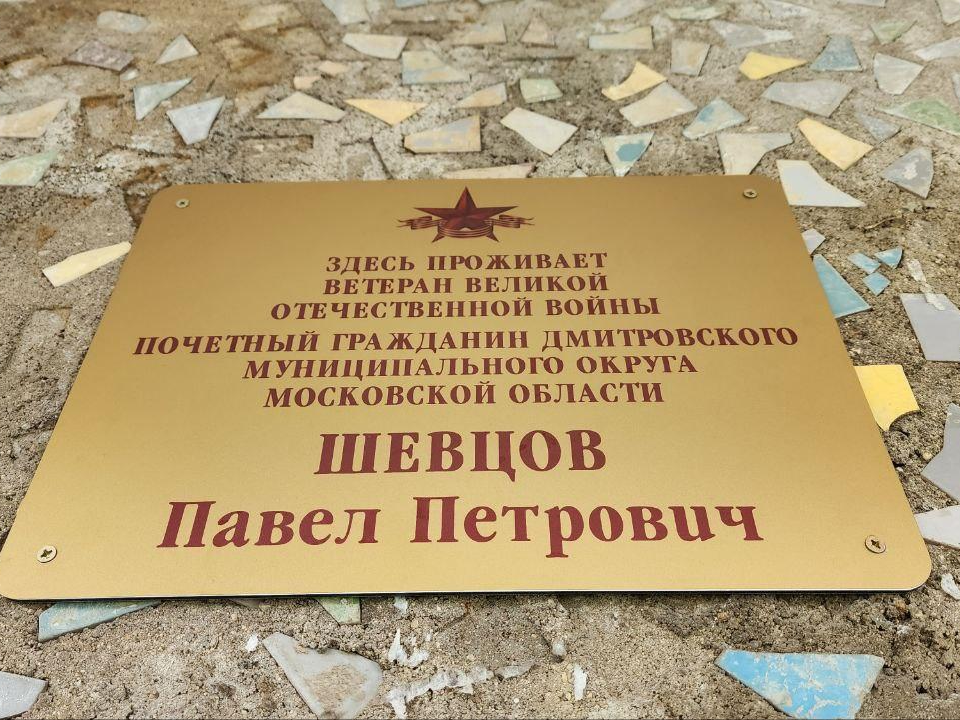 ЗДЕСЬ ПРОЖИВАЕТ
ВЕТЕРАН ВЕЛИКОЙ
ОТЕЧЕСТВЕННОЙ ВОЙНЫ
ПОЧЕТНЫЙ ГРАЖДАНИН ДМИТРОВСКОГО
МУНИЦИПАЛЬНОГО ОКРУГА
МОСКОВСКОЙ ОБЛАСТИ
ШЕВЦОВ
Павел Петрович